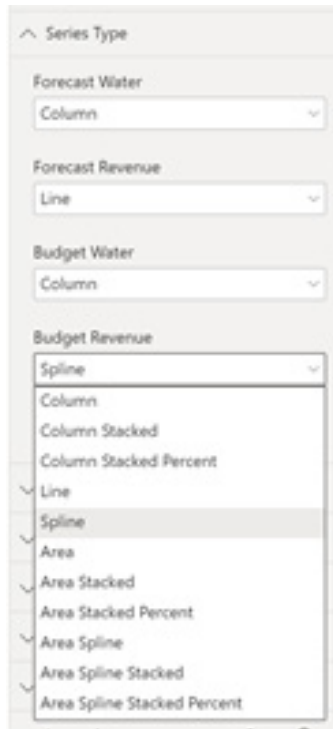 Series Type
Forecast Water
Column
Forecast Revenue
Line
Budget Water
Column
Budget Revenue
Spline
Column
Column Stacked
Column Stacked Percent
Line
Spline
Area
Area Stacked
Area Stacked Percent
Area Spline
Area Spline Stacked
Area Spline Stacked Percent